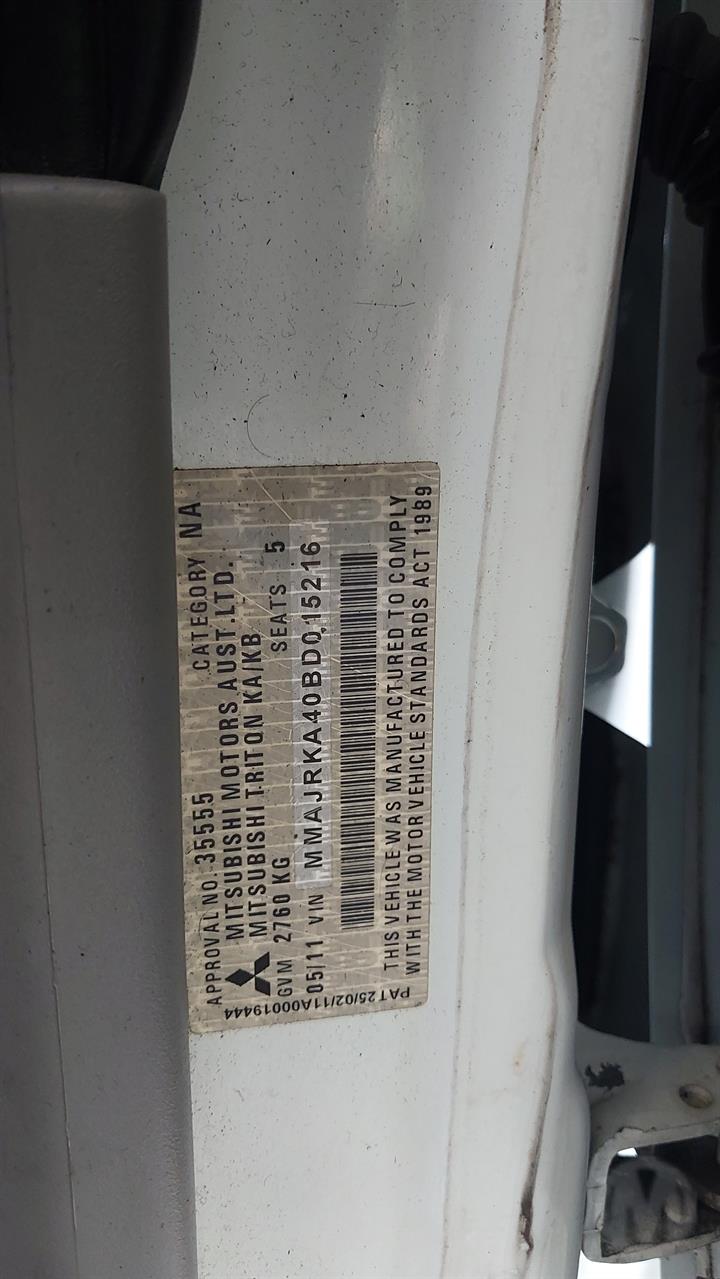 APPROVAL NO. 35555 CATEGORY NA
MITSUBISHI MOTORS AUST. LTD.
MITSUBISHI TRITON KA/KB
GVM 2760 KG SEATS 5
05/11 VIN MMAJRKA40BD015216
THIS VEHICLE WAS MANUFACTURED TO COMPLY
WITH THE MOTOR VEHICLE STANDARDS ACT 1989
PAT25/02/11A00019444